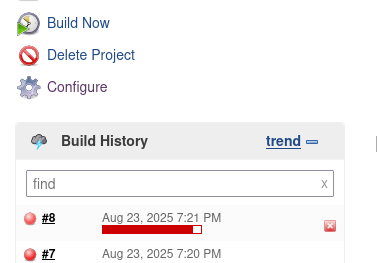 Build Now
Delete Project
Configure
Build History trend
find x
#8 Aug 23, 2025 7:21 PM
#7 Aug 23, 2025 7:20 PM